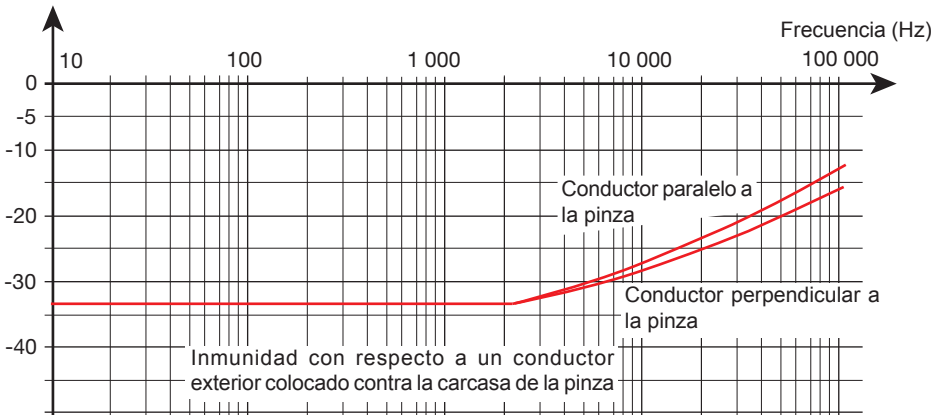 Frecuencia (Hz)
10 100 1 000 10 000 100 000
0
-5
-10
Conductor paralelo a
la pinza
-20
-30
Conductor perpendicular a
la pinza
-40
Inmunidad con respecto a un conductor
exterior colocado contra la carcasa de la pinza